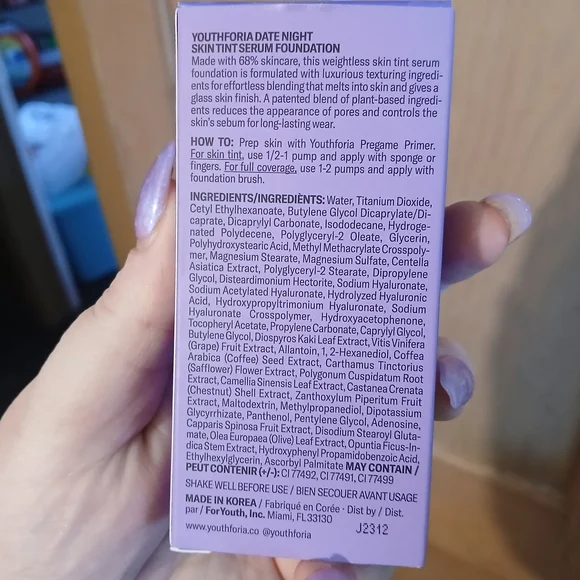 YOUTHFORIA DATE NIGHT
SKIN TINT SERUM FOUNDATION
Made with 68% skincare, this weightless skin tint serum
foundation is formulated with luxurious texturing ingredi-
ents for effortless blending that melts into skin and gives a
glass skin finish. A patented blend of plant-based ingredi-
ents reduces the appearance of pores and controls the
skin's sebum for long-lasting wear.
HOW TO: Prep skin with Youthforia Pregame Primer.
For skin tint, use 1/2-1 pump and apply with sponge or
fingers. For full coverage, use 1-2 pumps and apply with
foundation brush.
INGREDIENTS/INGREDIÈNTS: Water, Titanium Dioxide,
Cetyl Ethylhexanoate, Butylene Glycol Dicaprylate/Di-
caprate, Dicaprylyl Carbonate, Isododecane, Hydroge-
nated Polydecene, Polyglyceryl-2 Oleate, Glycerin,
Polyhydroxystearic Acid, Methyl Methacrylate Crosspoly-
mer, Magnesium Stearate, Magnesium Sulfate, Centella
Asiatica Extract, Polyglyceryl-2 Stearate, Dipropylene
Glycol, Disteardimonium Hectorite, Sodium Hyaluronate,
Sodium Acetylated Hyaluronate, Hydrolyzed Hyaluronic
Acid, Hydroxypropyltrimonium Hyaluronate, Sodium
Hyaluronate Crosspolymer, Hydroxyacetophenone,
Tocopheryl Acetate, Propylene Carbonate, Caprylyl Glycol,
Butylene Glycol, Diospyros Kaki Leaf Extract, Vitis Vinifera
(Grape) Fruit Extract, Allantoin, 1, 2-Hexanediol, Coffea
Arabica (Coffee) Seed Extract, Carthamus Tinctorius
(Safflower) Flower Extract, Polygonum Cuspidatum Root
Extract, Camellia Sinensis Leaf Extract, Castanea Crenata
(Chestnut) Shell Extract, Zanthoxylum Piperitum Fruit
Extract, Maltodextrin, Methylpropanediol, Dipotassium
Glycyrrhizate, Panthenol, Pentylene Glycol, Adenosine,
Capparis Spinosa Fruit Extract, Disodium Stearoyl Gluta-
mate, Olea Europaea (Olive) Leaf Extract, Opuntia Ficus-In-
dica Stem Extract, Hydroxyphenyl Propamidobenzoic Acid,
Ethylhexylglycerin, Ascorbyl Palmitate MAY CONTAIN /
PEUT CONTENIR (+/-): CI 77492, CI 77491, CI 77499
SHAKE WELL BEFORE USE / BIEN SECOUER AVANT USAGE
MADE IN KOREA / Fabriqué en Corée · Dist by / Dist.
par / For Youth, Inc. Miami, FL 33130
www.youthforia.co @youthforia
J2312